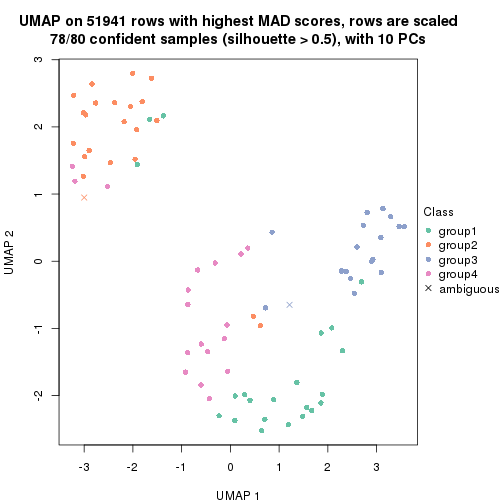 UMAP on 51941 rows with highest MAD scores, rows are scaled
78/80 confident samples (silhouette > 0.5), with 10 PCs
3
2
1
0
-1
-2
UMAP 2
-3
-2
-1
0
1
2
3
UMAP 1
Class
group1
group2
group3
group4
ambiguous